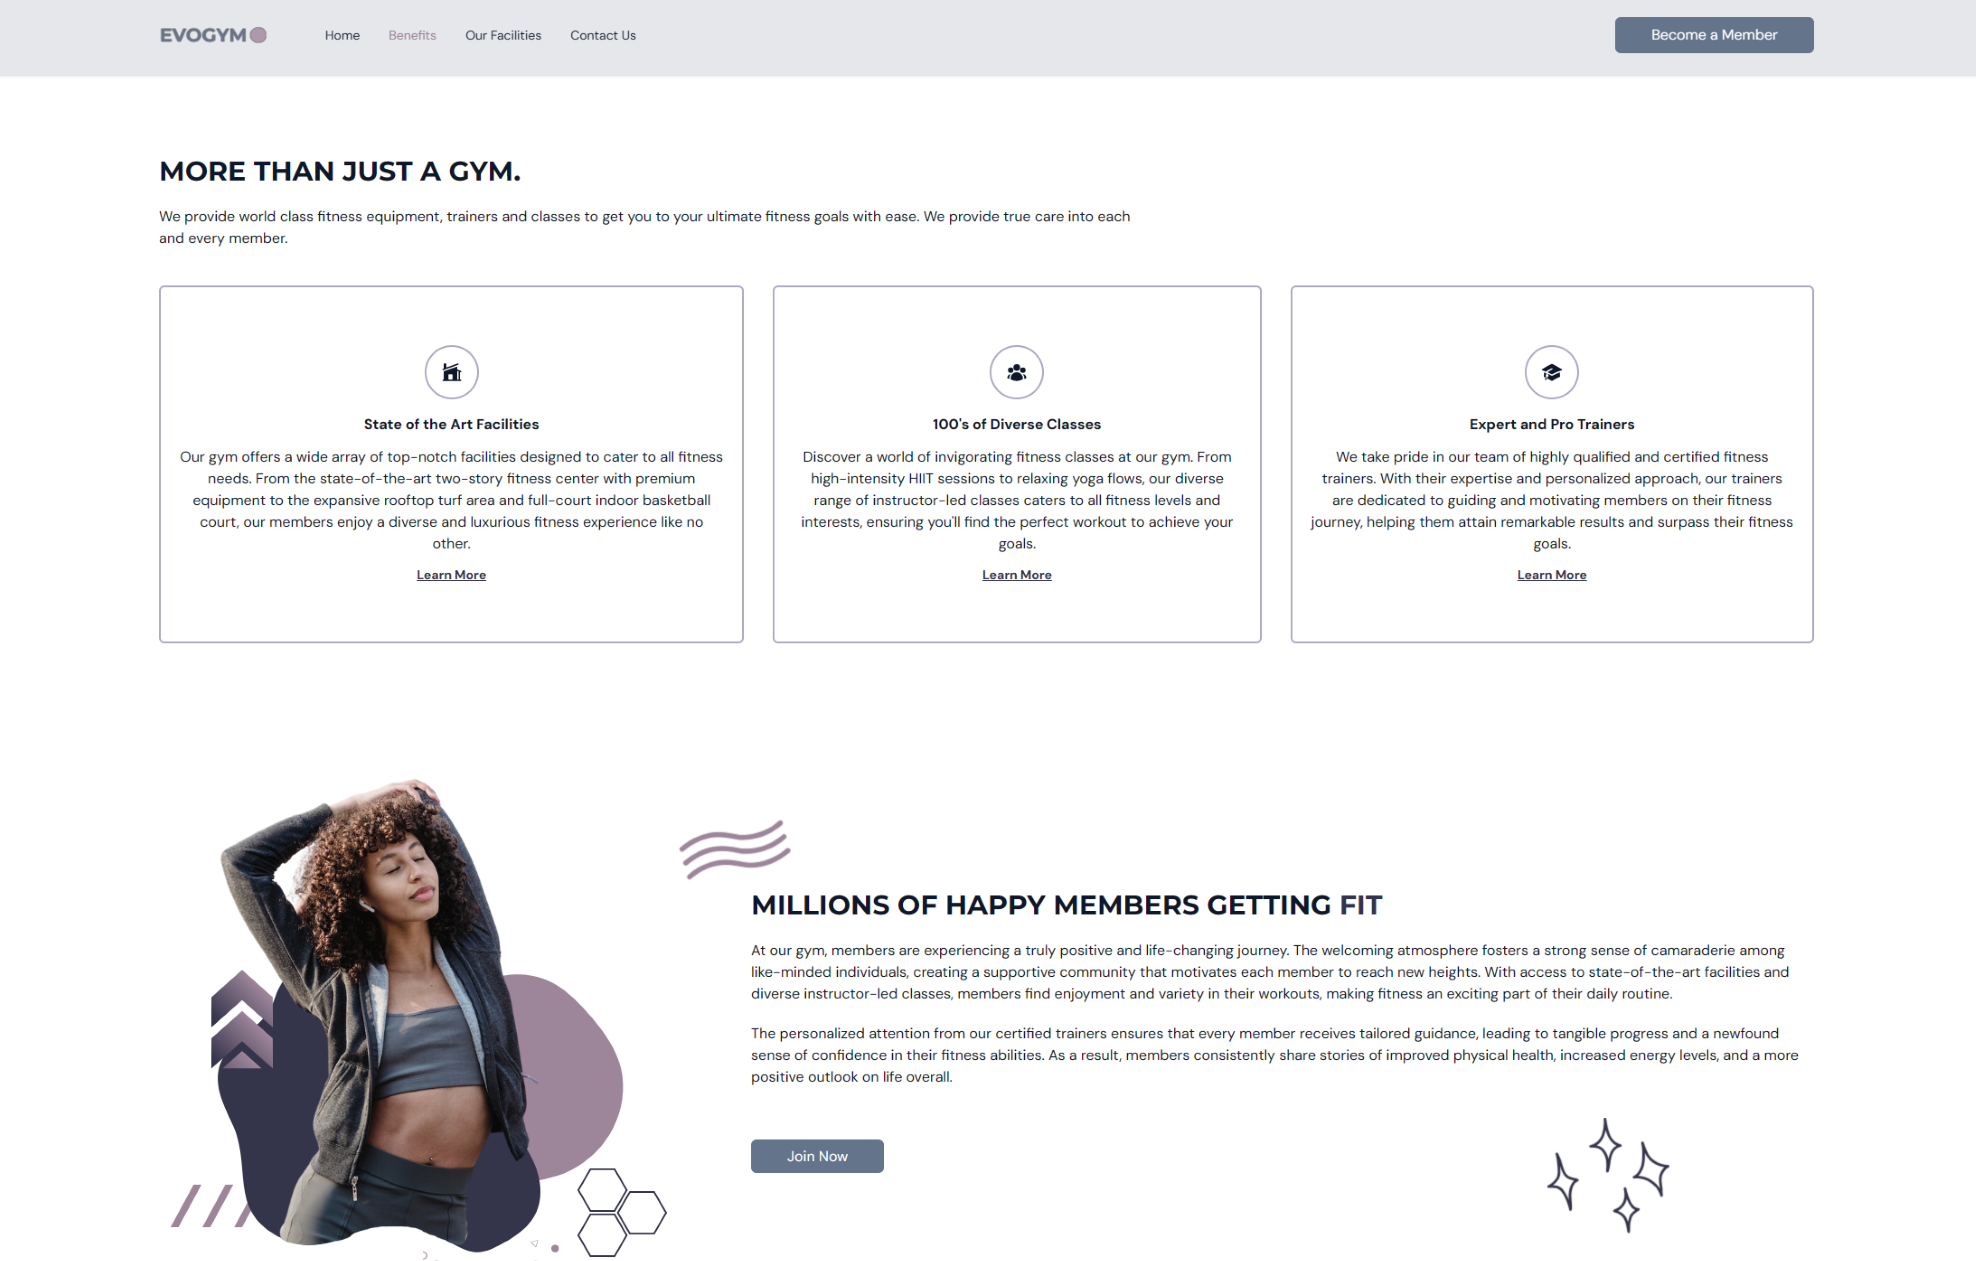 EVOGYM
Home
Benefits
Our Facilities
Contact Us
Become a Member
MORE THAN JUST A GYM.
We provide world class fitness equipment, trainers and classes to get you to your ultimate fitness goals with ease. We provide true care into each
and every member.
State of the Art Facilities
Our gym offers a wide array of top-notch facilities designed to cater to all fitness
needs. From the state-of-the-art two-story fitness center with premium
equipment to the expansive rooftop turf area and full-court indoor basketball
court, our members enjoy a diverse and luxurious fitness experience like no
other.
Learn More
100's of Diverse Classes
Discover a world of invigorating fitness classes at our gym. From
high-intensity HIIT sessions to relaxing yoga flows, our diverse
range of instructor-led classes caters to all fitness levels and
interests, ensuring you'll find the perfect workout to achieve your
goals.
Learn More
Expert and Pro Trainers
We take pride in our team of highly qualified and certified fitness
trainers. With their expertise and personalized approach, our trainers
are dedicated to guiding and motivating members on their fitness
journey, helping them attain remarkable results and surpass their fitness
goals.
Learn More
MILLIONS OF HAPPY MEMBERS GETTING FIT
At our gym, members are experiencing a truly positive and life-changing journey. The welcoming atmosphere fosters a strong sense of camaraderie among
like-minded individuals, creating a supportive community that motivates each member to reach new heights. With access to state-of-the-art facilities and
diverse instructor-led classes, members find enjoyment and variety in their workouts, making fitness an exciting part of their daily routine.
The personalized attention from our certified trainers ensures that every member receives tailored guidance, leading to tangible progress and a newfound
sense of confidence in their fitness abilities. As a result, members consistently share stories of improved physical health, increased energy levels, and a more
positive outlook on life overall.
Join Now